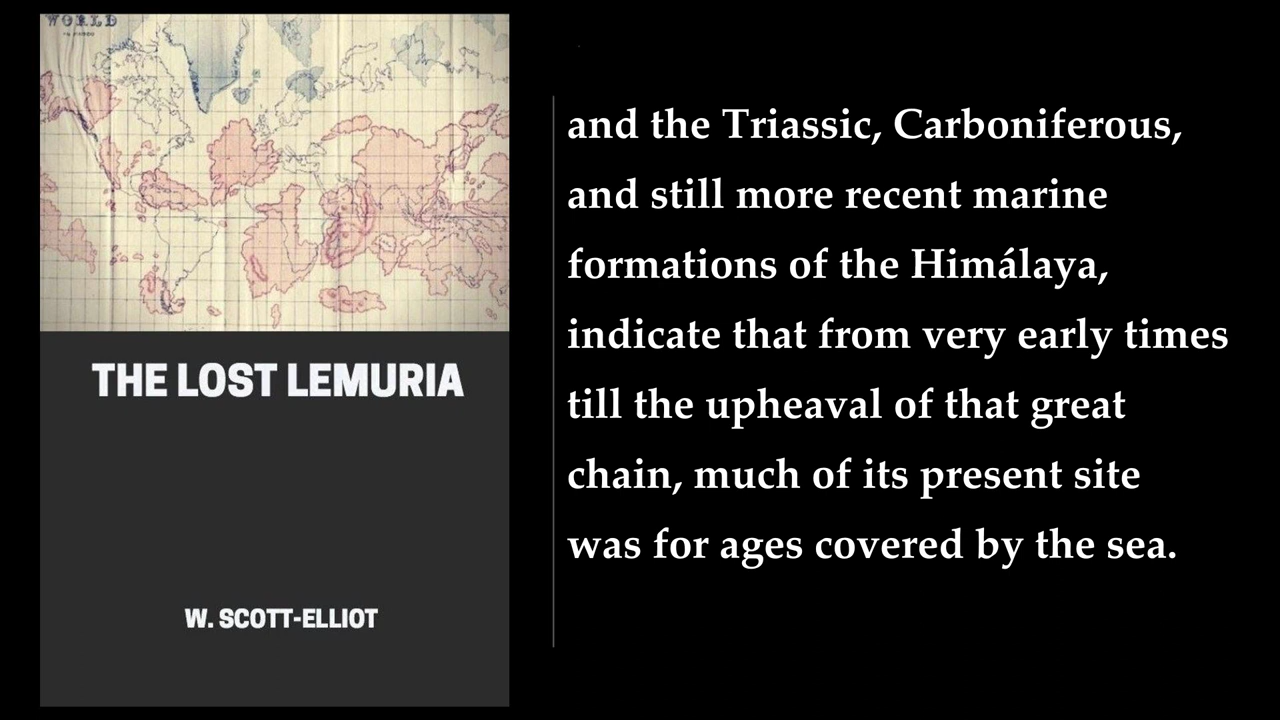 WORLD
THE LOST LEMURIA
W. SCOTT-ELLIOT
and the Triassic, Carboniferous,
and still more recent marine
formations of the Himálaya,
indicate that from very early times
till the upheaval of that great
chain, much of its present site
was for ages covered by the sea.